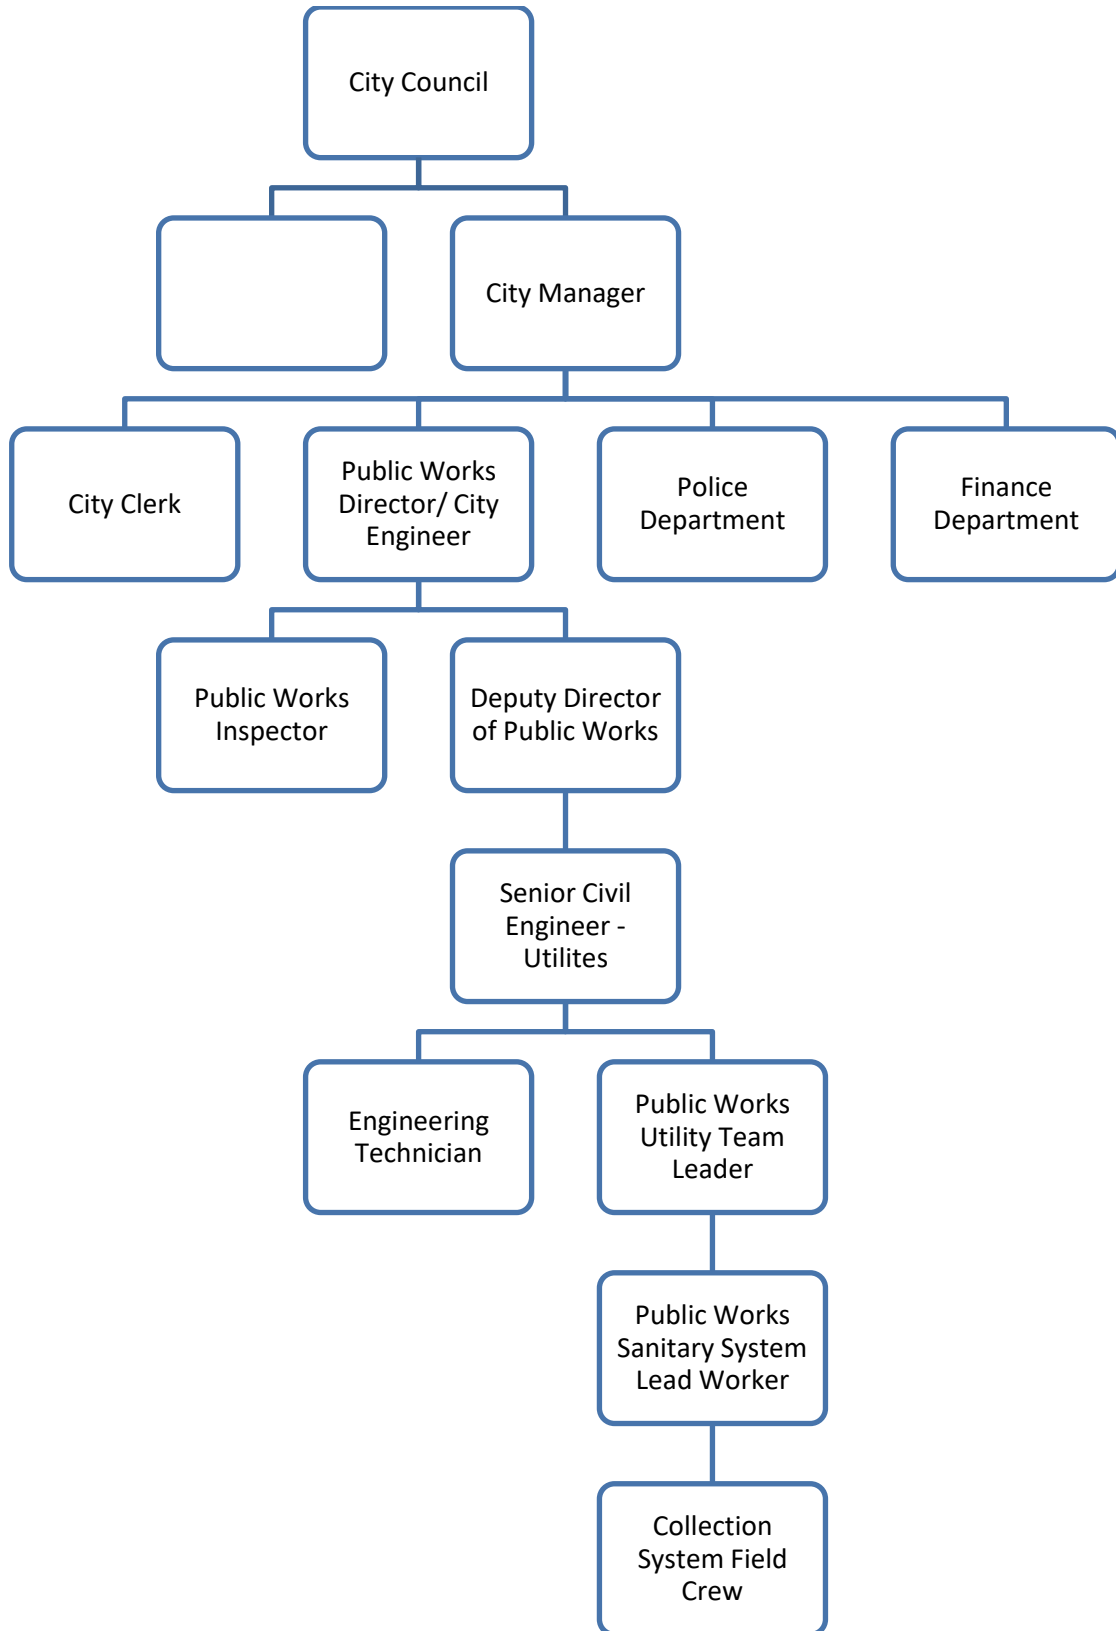 City Council
City Manager
City Clerk
Public Works
Director/ City
Engineer
Police
Department
Finance
Department
Public Works
Inspector
Deputy Director
of Public Works
Senior Civil
Engineer -
Utilites
Engineering
Technician
Public Works
Utility Team
Leader
Public Works
Sanitary System
Lead Worker
Collection
System Field
Crew